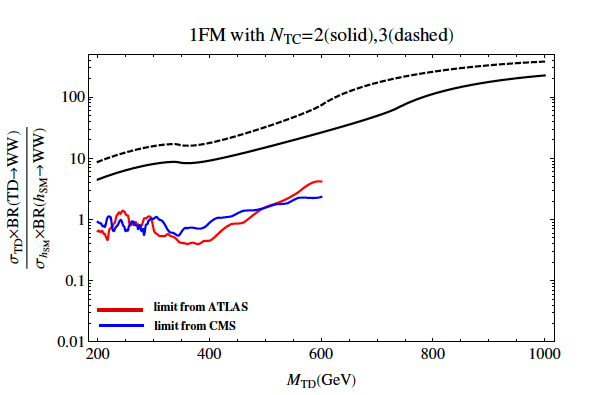 1FM with N_TC=2(solid),3(dashed)
σ_TD×BR(TD→WW)
σ_h_SM×BR(h_SM→WW)
100
10
1
0.1
0.01
limit from ATLAS
limit from CMS
200 400 600 800 1000
M_TD(GeV)